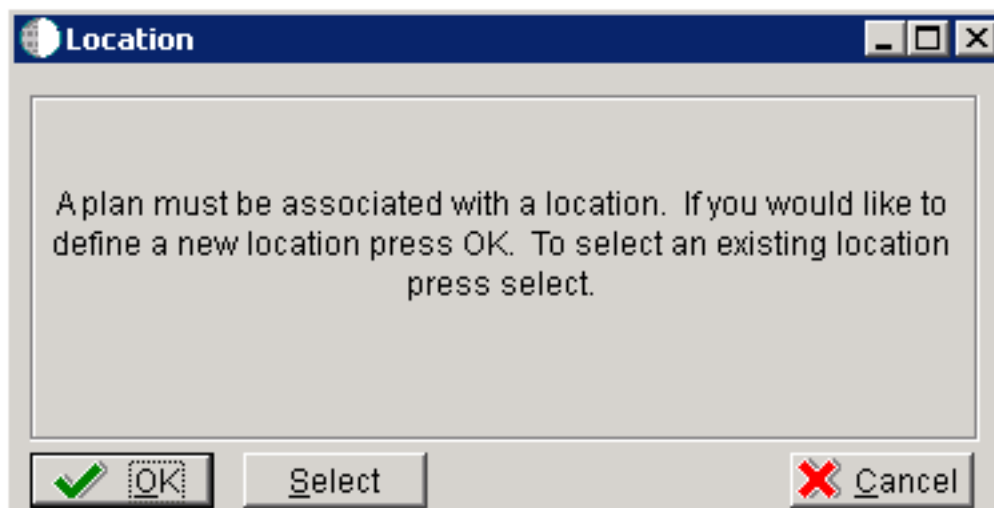 Location
A plan must be associated with a location.  If you would like to
define a new location press OK.  To select an existing location
press select.
OK Select Cancel